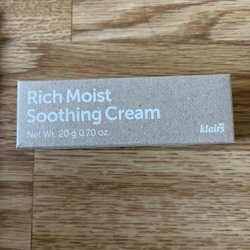 Rich Moist
Soothing Cream
Net Wt. 20 g 0.70 oz.
klairs